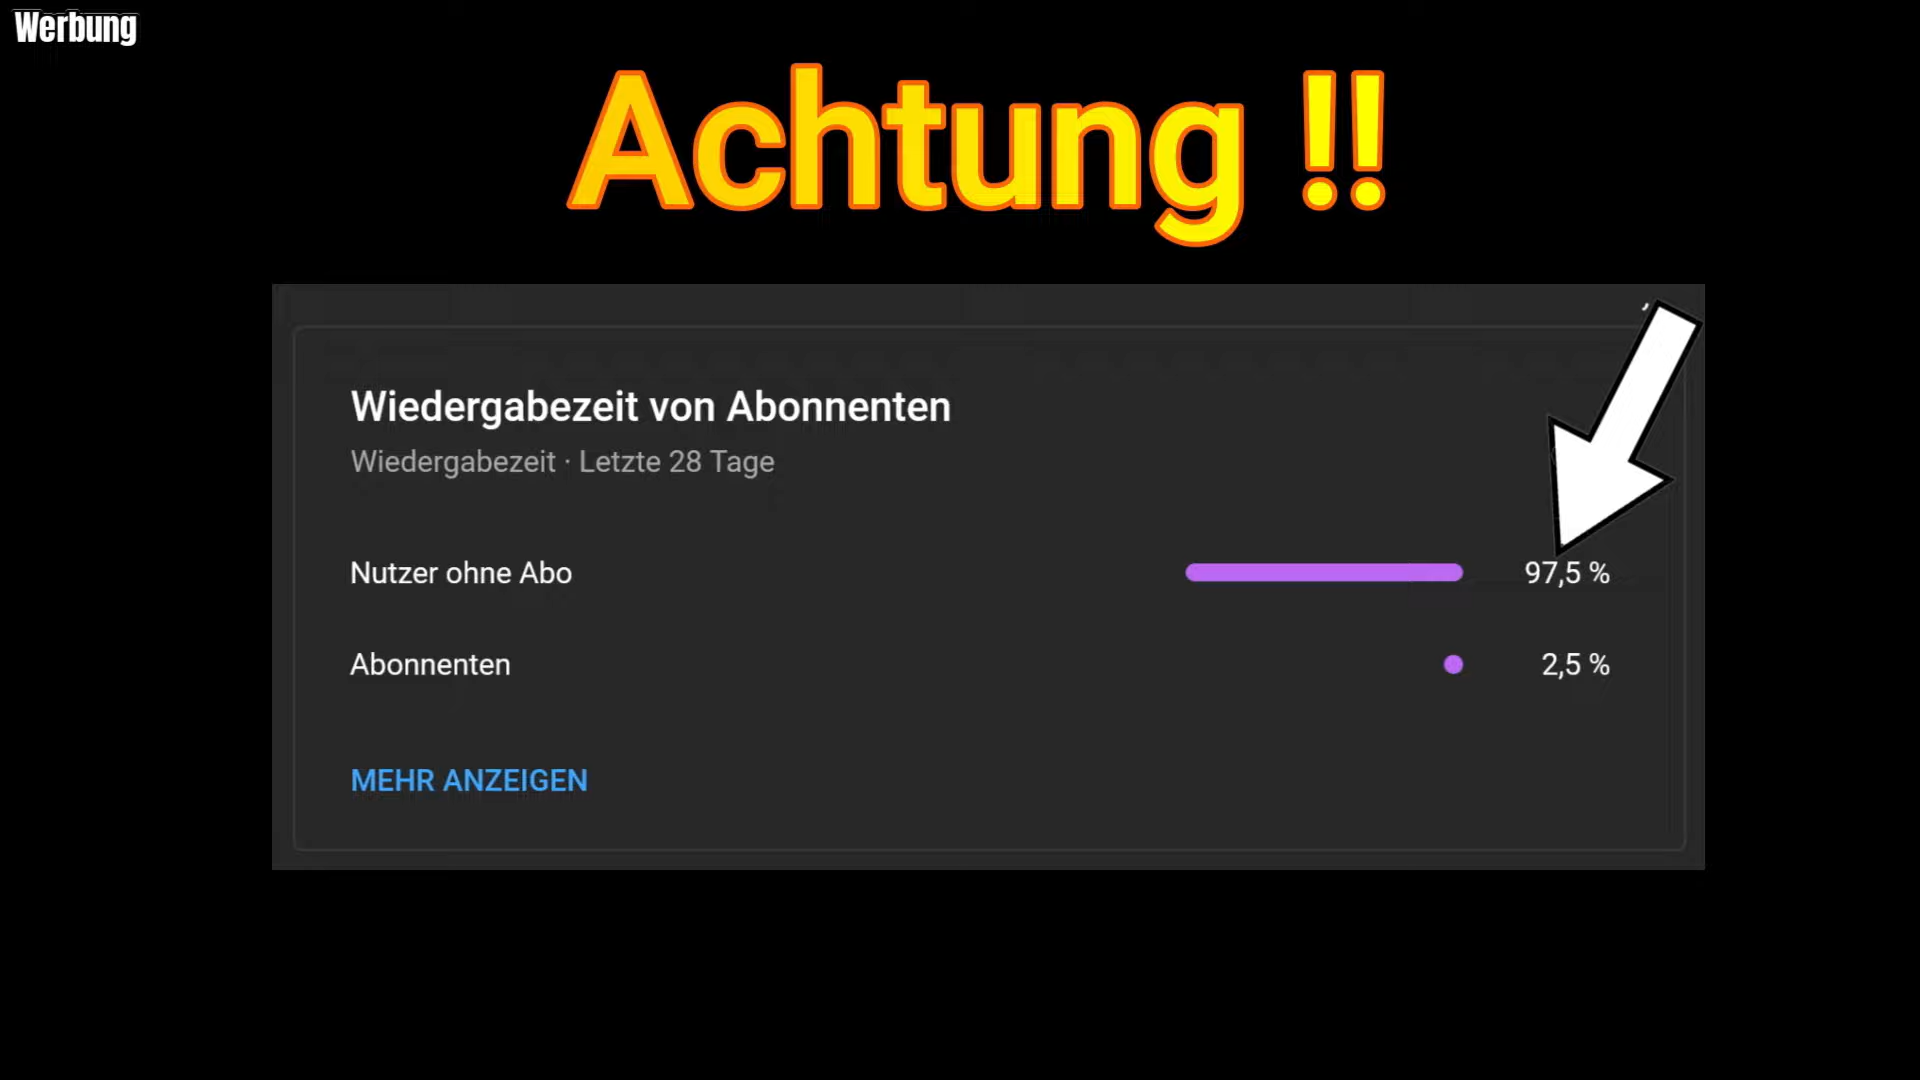 Werbung
Achtung !!
Wiedergabezeit von Abonnenten
Wiedergabezeit · Letzte 28 Tage
Nutzer ohne Abo 97,5 %
Abonnenten 2,5 %
MEHR ANZEIGEN